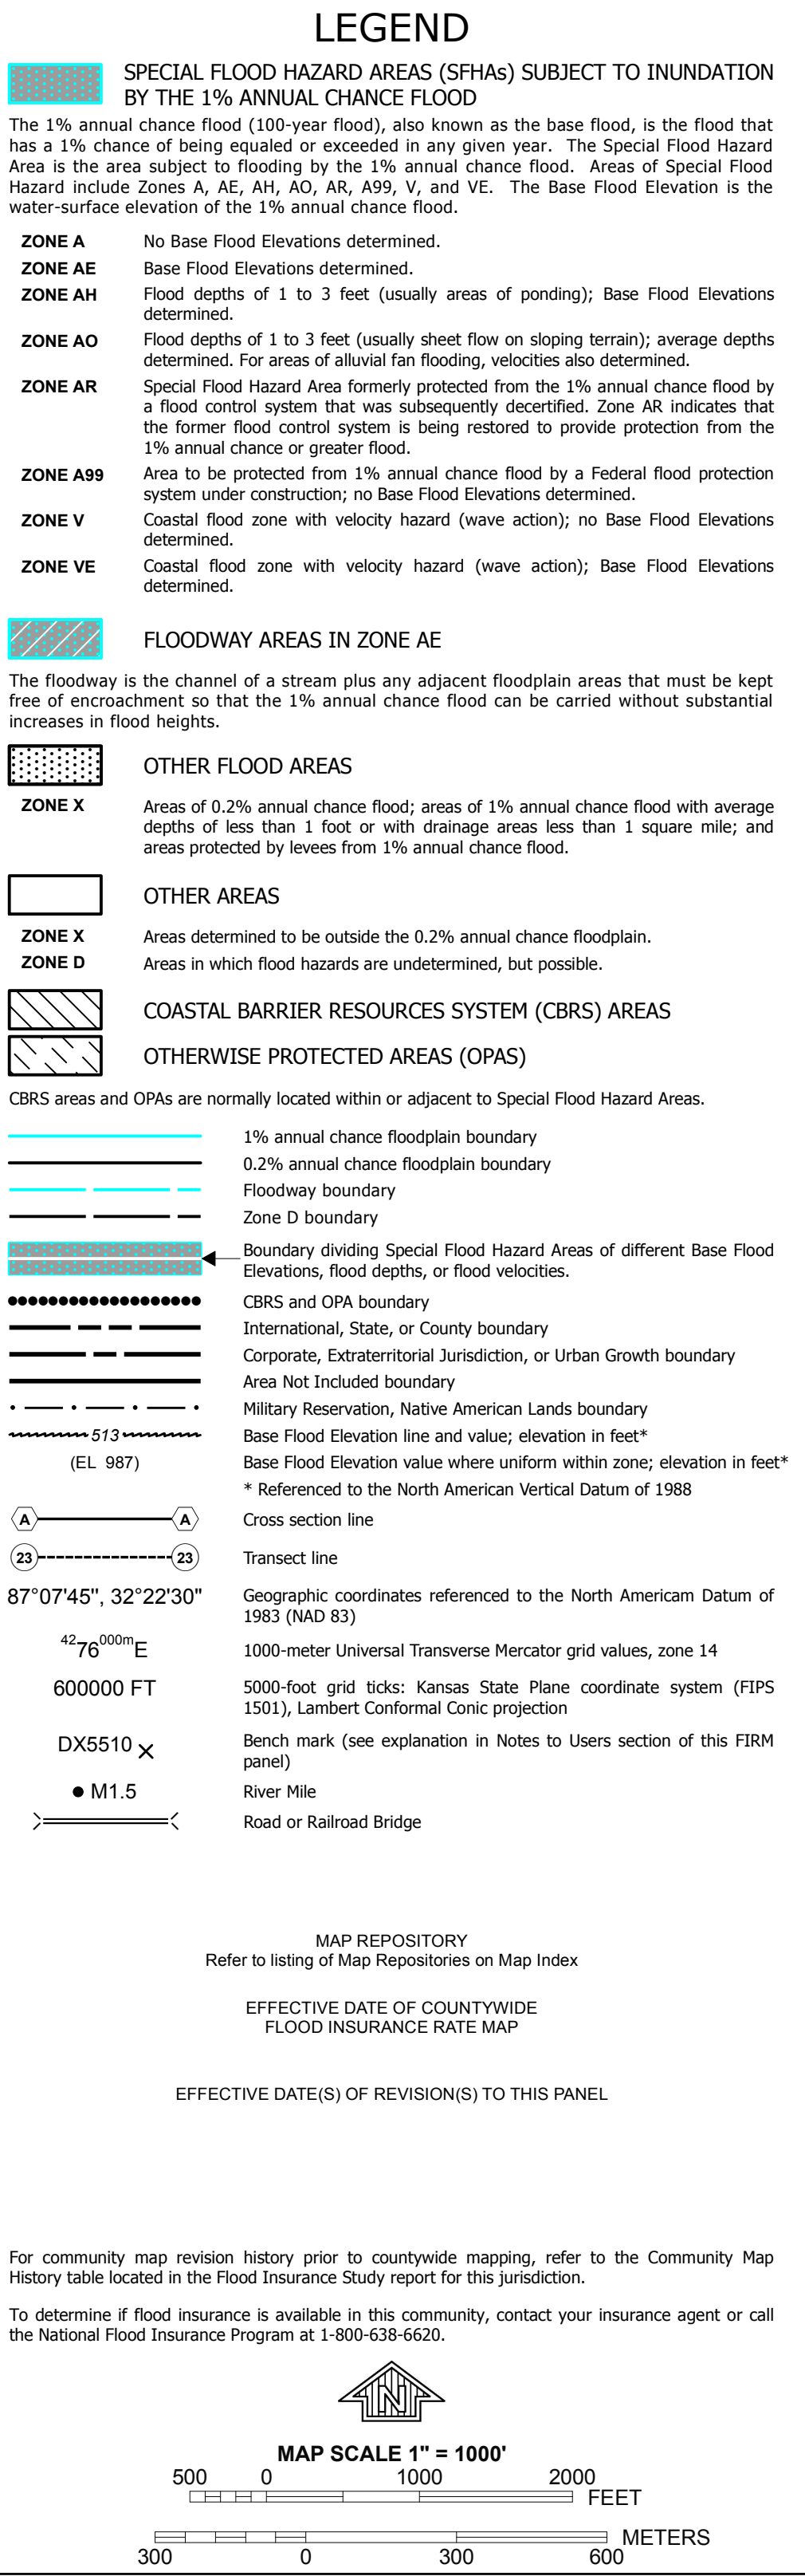 LEGEND
SPECIAL FLOOD HAZARD AREAS (SFHAs) SUBJECT TO INUNDATION
BY THE 1% ANNUAL CHANCE FLOOD
The 1% annual chance flood (100-year flood), also known as the base flood, is the flood that
has a 1% chance of being equaled or exceeded in any given year. The Special Flood Hazard
Area is the area subject to flooding by the 1% annual chance flood. Areas of Special Flood
Hazard include Zones A, AE, AH, AO, AR, A99, V, and VE. The Base Flood Elevation is the
water-surface elevation of the 1% annual chance flood.
ZONE A No Base Flood Elevations determined.
ZONE AE Base Flood Elevations determined.
ZONE AH Flood depths of 1 to 3 feet (usually areas of ponding); Base Flood Elevations
determined.
ZONE AO Flood depths of 1 to 3 feet (usually sheet flow on sloping terrain); average depths
determined. For areas of alluvial fan flooding, velocities also determined.
ZONE AR Special Flood Hazard Area formerly protected from the 1% annual chance flood by
a flood control system that was subsequently decertified. Zone AR indicates that
the former flood control system is being restored to provide protection from the
1% annual chance or greater flood.
ZONE A99 Area to be protected from 1% annual chance flood by a Federal flood protection
system under construction; no Base Flood Elevations determined.
ZONE V Coastal flood zone with velocity hazard (wave action); no Base Flood Elevations
determined.
ZONE VE Coastal flood zone with velocity hazard (wave action); Base Flood Elevations
determined.
FLOODWAY AREAS IN ZONE AE
The floodway is the channel of a stream plus any adjacent floodplain areas that must be kept
free of encroachment so that the 1% annual chance flood can be carried without substantial
increases in flood heights.
OTHER FLOOD AREAS
ZONE X Areas of 0.2% annual chance flood; areas of 1% annual chance flood with average
depths of less than 1 foot or with drainage areas less than 1 square mile; and
areas protected by levees from 1% annual chance flood.
OTHER AREAS
ZONE X Areas determined to be outside the 0.2% annual chance floodplain.
ZONE D Areas in which flood hazards are undetermined, but possible.
COASTAL BARRIER RESOURCES SYSTEM (CBRS) AREAS
OTHERWISE PROTECTED AREAS (OPAS)
CBRS areas and OPAs are normally located within or adjacent to Special Flood Hazard Areas.
1% annual chance floodplain boundary
0.2% annual chance floodplain boundary
Floodway boundary
Zone D boundary
Boundary dividing Special Flood Hazard Areas of different Base Flood
Elevations, flood depths, or flood velocities.
CBRS and OPA boundary
International, State, or County boundary
Corporate, Extraterritorial Jurisdiction, or Urban Growth boundary
Area Not Included boundary
Military Reservation, Native American Lands boundary
513 Base Flood Elevation line and value; elevation in feet*
(EL 987) Base Flood Elevation value where uniform within zone; elevation in feet*
* Referenced to the North American Vertical Datum of 1988
A A Cross section line
23 23 Transect line
87°07'45", 32°22'30" Geographic coordinates referenced to the North Americam Datum of
1983 (NAD 83)
4276000mE 1000-meter Universal Transverse Mercator grid values, zone 14
600000 FT 5000-foot grid ticks: Kansas State Plane coordinate system (FIPS
1501), Lambert Conformal Conic projection
DX5510 Bench mark (see explanation in Notes to Users section of this FIRM
panel)
M1.5 River Mile
Road or Railroad Bridge
MAP REPOSITORY
Refer to listing of Map Repositories on Map Index
EFFECTIVE DATE OF COUNTYWIDE
FLOOD INSURANCE RATE MAP
EFFECTIVE DATE(S) OF REVISION(S) TO THIS PANEL
For community map revision history prior to countywide mapping, refer to the Community Map
History table located in the Flood Insurance Study report for this jurisdiction.
To determine if flood insurance is available in this community, contact your insurance agent or call
the National Flood Insurance Program at 1-800-638-6620.
N
MAP SCALE 1" = 1000'
500 0 1000 2000
FEET
METERS
300 0 300 600